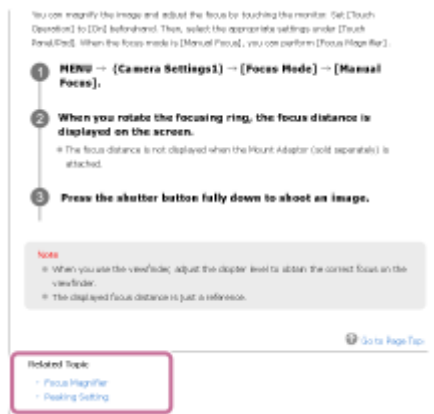 You can magnify the image and adjust the focus by touching the monitor. Set [Touch
Operation] to [On] beforehand. Then, select the appropriate settings under [Touch
Panel/Pad]. When the focus mode is [Manual Focus], you can perform [Focus Magnifier].
1 MENU → (Camera Settings1) → [Focus Mode] → [Manual
Focus].
2 When you rotate the focusing ring, the focus distance is
displayed on the screen.
The focus distance is not displayed when the Mount Adaptor (sold separately) is
attached.
3 Press the shutter button fully down to shoot an image.
Note
When you use the viewfinder, adjust the diopter level to obtain the correct focus on the
viewfinder.
The displayed focus distance is just a reference.
Go to Page Top
Related Topic
Focus Magnifier
Peaking Setting